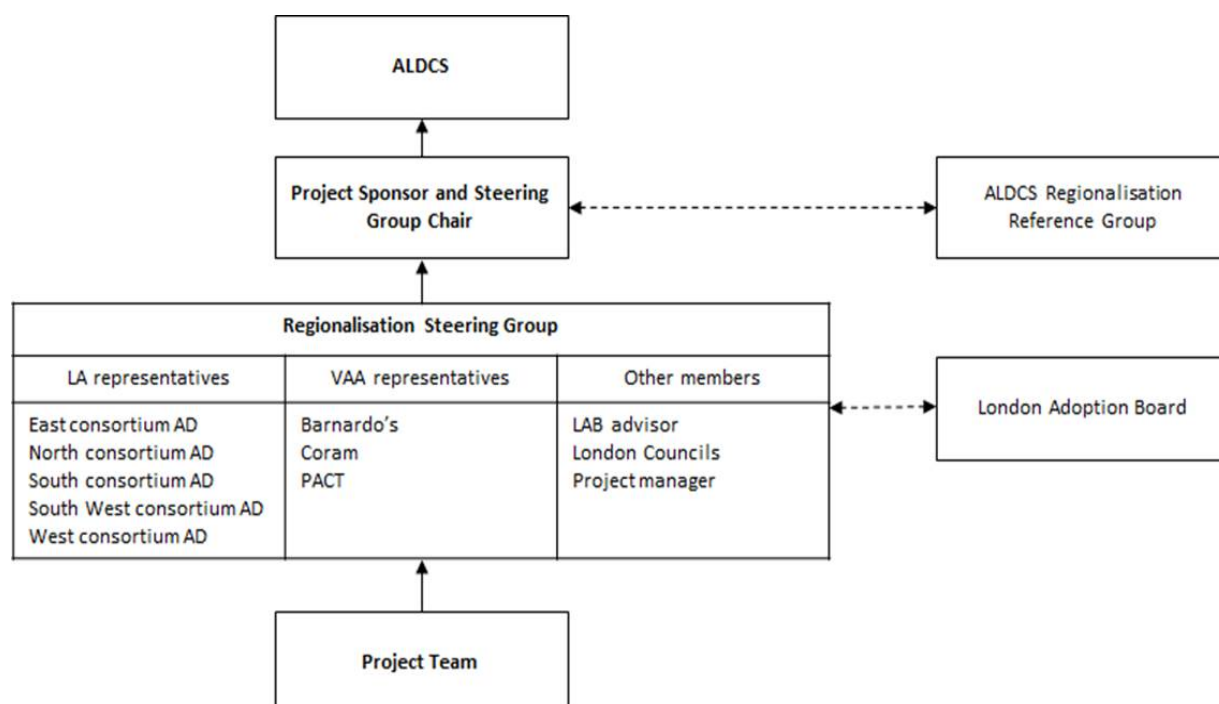 ALDCS
Project Sponsor and Steering
Group Chair
ALDCS Regionalisation
Reference Group
Regionalisation Steering Group
LA representatives
VAA representatives
Other members
East consortium AD
North consortium AD
South consortium AD
South West consortium AD
West consortium AD
Barnardo's
Coram
PACT
LAB advisor
London Councils
Project manager
London Adoption Board
Project Team